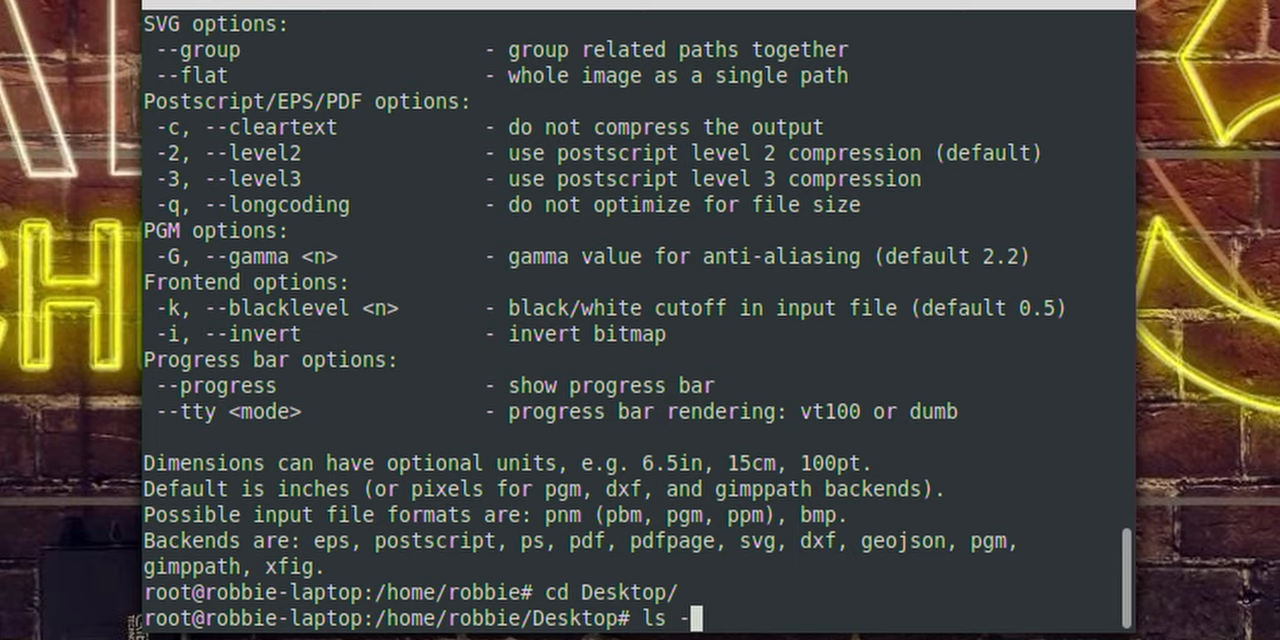 SVG options:
 --group                    - group related paths together
 --flat                     - whole image as a single path
Postscript/EPS/PDF options:
 -c, --cleartext            - do not compress the output
 -2, --level2               - use postscript level 2 compression (default)
 -3, --level3               - use postscript level 3 compression
 -q, --longcoding           - do not optimize for file size
PGM options:
 -G, --gamma <n>            - gamma value for anti-aliasing (default 2.2)
Frontend options:
 -k, --blacklevel <n>       - black/white cutoff in input file (default 0.5)
 -i, --invert               - invert bitmap
Progress bar options:
 --progress                 - show progress bar
 --tty <mode>               - progress bar rendering: vt100 or dumb

Dimensions can have optional units, e.g. 6.5in, 15cm, 100pt.
Default is inches (or pixels for pgm, dxf, and gimppath backends).
Possible input file formats are: pnm (pbm, pgm, ppm), bmp.
Backends are: eps, postscript, ps, pdf, pdfpage, svg, dxf, geojson, pgm,
gimppath, xfig.
root@robbie-laptop:/home/robbie# cd Desktop/
root@robbie-laptop:/home/robbie/Desktop# ls -